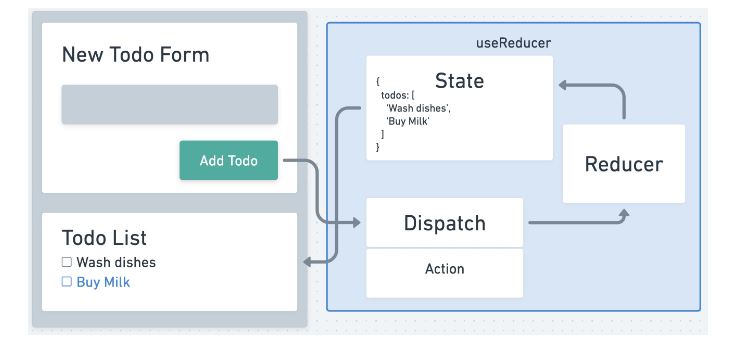 New Todo Form
Add Todo
Todo List
Wash dishes
Buy Milk
useReducer
State
{
todos: [
'Wash dishes',
'Buy Milk'
]
}
Reducer
Dispatch
Action